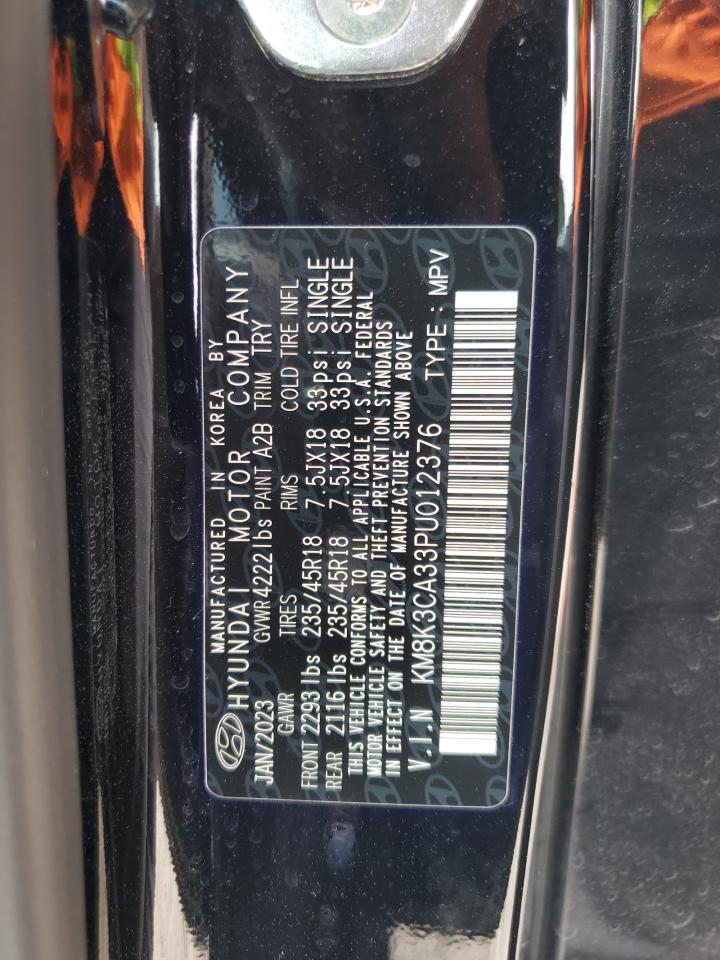 MANUFACTURED IN KOREA BY
HYUNDAI MOTOR COMPANY
JAN/2023 GVWR 4222 lbs PAINT A2B TRIM TRY
GAWR TIRES RIMS COLD TIRE INFL
FRONT 2293 lbs 235/45R18 7.5JX18 33psi SINGLE
REAR 2116 lbs 235/45R18 7.5JX18 33psi SINGLE
THIS VEHICLE CONFORMS TO ALL APPLICABLE U.S.A. FEDERAL
MOTOR VEHICLE SAFETY AND THEFT PREVENTION STANDARDS
IN EFFECT ON THE DATE OF MANUFACTURE SHOWN ABOVE
V.I.N KM8K3CA33PU012376 TYPE : MPV